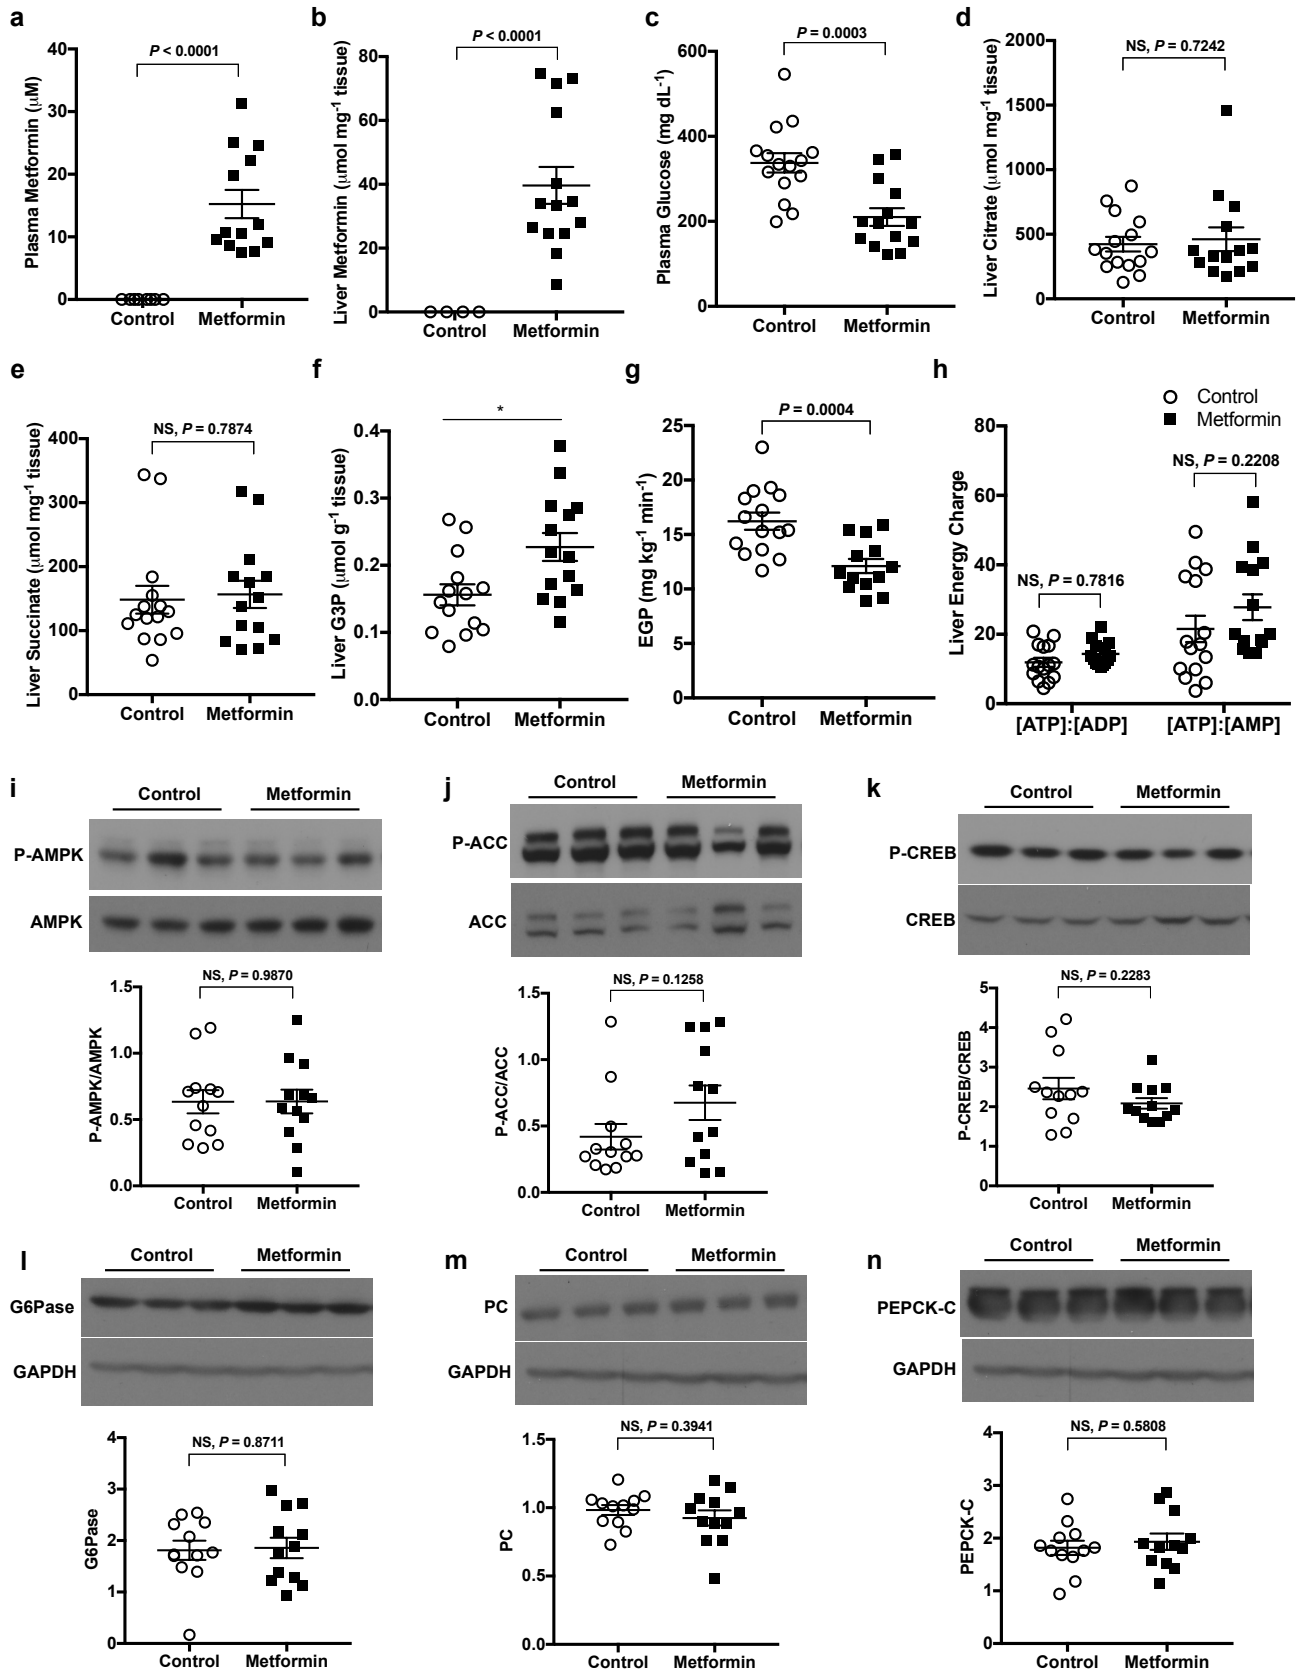 a
P < 0.0001
Plasma Metformin (μM)
40
30
20
10
0
Control Metformin
b
P < 0.0001
Liver Metformin (μmol mg-1 tissue)
80
60
40
20
0
Control Metformin
c
P = 0.0003
Plasma Glucose (mg dL-1)
600
400
200
0
Control Metformin
d
NS, P = 0.7242
Liver Citrate (μmol mg-1 tissue)
2000
1500
1000
500
0
Control Metformin
e
NS, P = 0.7874
Liver Succinate (μmol mg-1 tissue)
400
300
200
100
0
Control Metformin
f
*
Liver G3P (μmol g-1 tissue)
0.4
0.3
0.2
0.1
0.0
Control Metformin
g
P = 0.0004
EGP (mg kg-1 min-1)
25
20
15
10
5
0
Control Metformin
h
Control
Metformin
Liver Energy Charge
80
60
40
20
0
NS, P = 0.7816
NS, P = 0.2208
[ATP]:[ADP] [ATP]:[AMP]
i
Control Metformin
P-AMPK
AMPK
NS, P = 0.9870
P-AMPK/AMPK
1.5
1.0
0.5
0.0
Control Metformin
j
Control Metformin
P-ACC
ACC
NS, P = 0.1258
P-ACC/ACC
1.5
1.0
0.5
0.0
Control Metformin
k
Control Metformin
P-CREB
CREB
NS, P = 0.2283
P-CREB/CREB
5
4
3
2
1
0
Control Metformin
l
Control Metformin
G6Pase
GAPDH
NS, P = 0.8711
G6Pase
4
3
2
1
0
Control Metformin
m
Control Metformin
PC
GAPDH
NS, P = 0.3941
PC
1.5
1.0
0.5
0.0
Control Metformin
n
Control Metformin
PEPCK-C
GAPDH
NS, P = 0.5808
PEPCK-C
4
3
2
1
0
Control Metformin